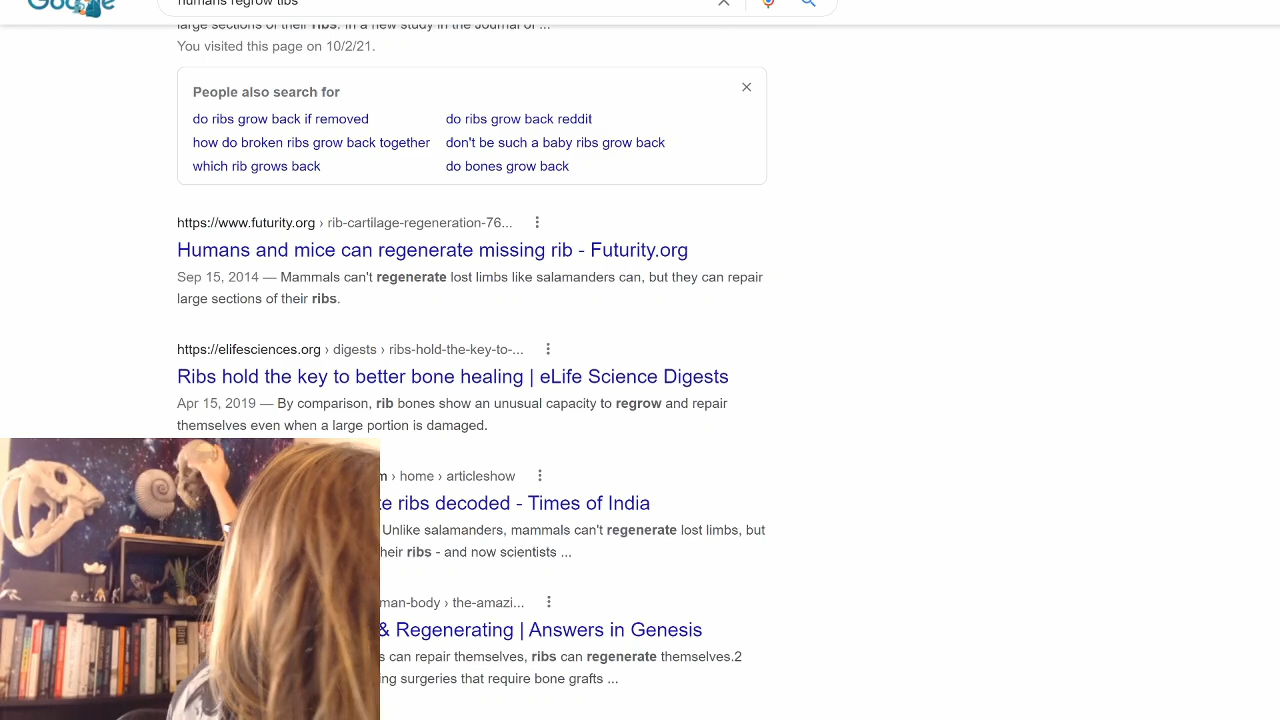 Google
humans regrow ribs
large sections of their ribs. In a new study in the Journal of ...
You visited this page on 10/2/21.
People also search for
do ribs grow back if removed
do ribs grow back reddit
how do broken ribs grow back together
don't be such a baby ribs grow back
which rib grows back
do bones grow back
https://www.futurity.org › rib-cartilage-regeneration-76...
Humans and mice can regenerate missing rib - Futurity.org
Sep 15, 2014 — Mammals can't regenerate lost limbs like salamanders can, but they can repair
large sections of their ribs.
https://elifesciences.org › digests › ribs-hold-the-key-to-...
Ribs hold the key to better bone healing | eLife Science Digests
Apr 15, 2019 — By comparison, rib bones show an unusual capacity to regrow and repair
themselves even when a large portion is damaged.
m › home › articleshow
e ribs decoded - Times of India
Unlike salamanders, mammals can't regenerate lost limbs, but
heir ribs - and now scientists ...
man-body › the-amazi...
& Regenerating | Answers in Genesis
s can repair themselves, ribs can regenerate themselves.2
ing surgeries that require bone grafts ...